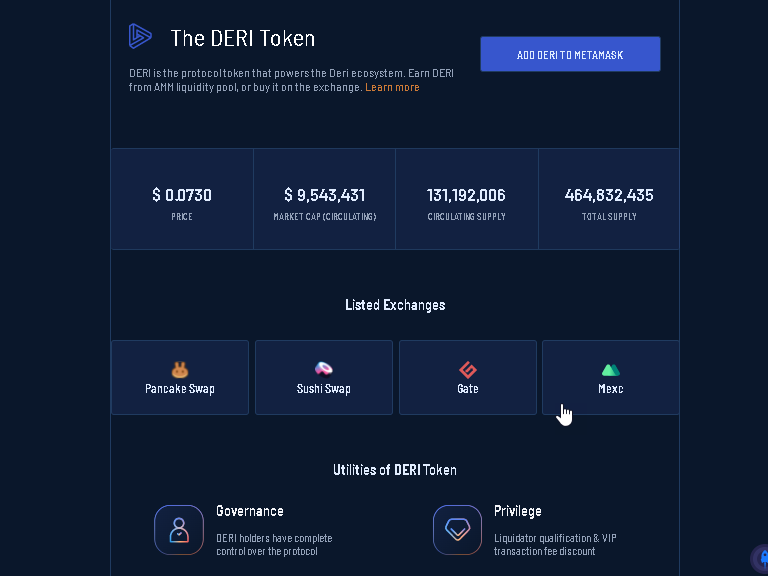 The DERI Token
ADD DERI TO METAMASK
DERI is the protocol token that powers the Deri ecosystem. Earn DERI
from AMM liquidity pool, or buy it on the exchange. Learn more
$ 0.0730
PRICE
$ 9,543,431
MARKET CAP (CIRCULATING)
131,192,006
CIRCULATING SUPPLY
464,832,435
TOTAL SUPPLY
Listed Exchanges
Pancake Swap
Sushi Swap
Gate
Mexc
Utilities of DERI Token
Governance
DERI holders have complete
control over the protocol
Privilege
Liquidator qualification & VIP
transaction fee discount